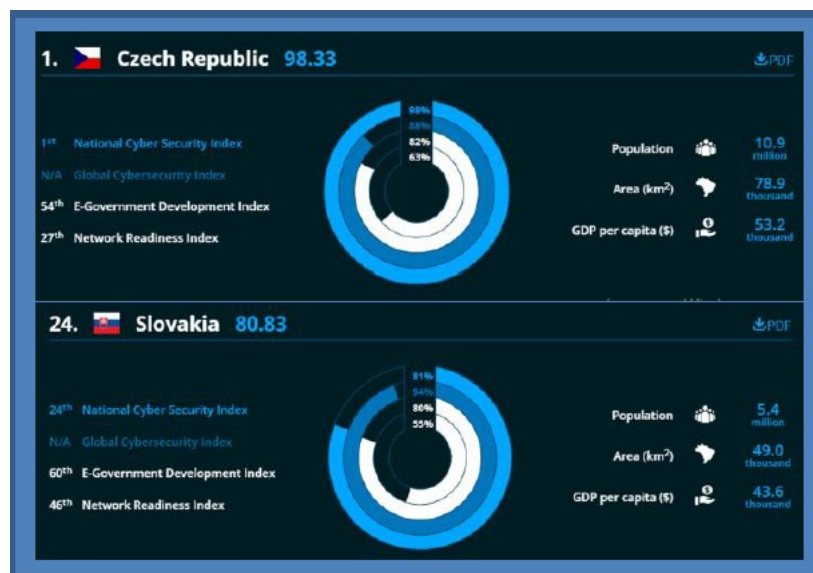 1. Czech Republic 98.33 PDF
98%
88%
82%
63%
1st National Cyber Security Index
N/A Global Cybersecurity Index
54th E-Government Development Index
27th Network Readiness Index
Population 10.9 million
Area (km²) 78.9 thousand
GDP per capita ($) 53.2 thousand
24. Slovakia 80.83 PDF
81%
94%
80%
55%
24th National Cyber Security Index
N/A Global Cybersecurity Index
60th E-Government Development Index
46th Network Readiness Index
Population 5.4 million
Area (km²) 49.0 thousand
GDP per capita ($) 43.6 thousand